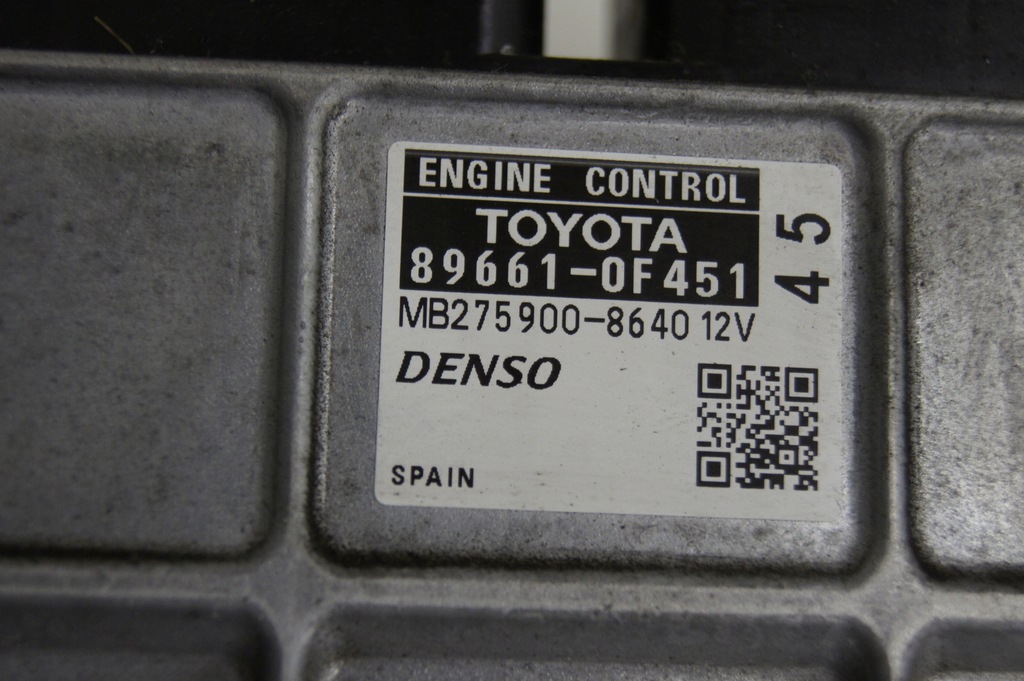 ENGINE CONTROL
TOYOTA
89661-0F451
MB275900-8640 12V
DENSO
SPAIN
45